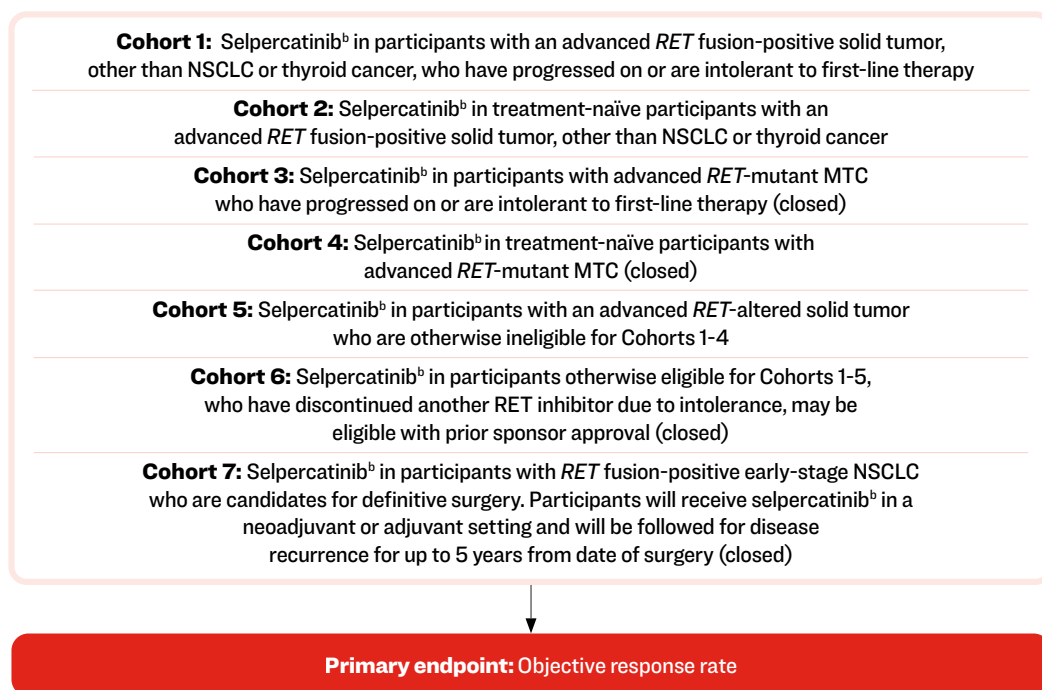 Cohort 1: Selpercatinibᵇ in participants with an advanced RET fusion-positive solid tumor,
other than NSCLC or thyroid cancer, who have progressed on or are intolerant to first-line therapy
Cohort 2: Selpercatinibᵇ in treatment-naïve participants with an
advanced RET fusion-positive solid tumor, other than NSCLC or thyroid cancer
Cohort 3: Selpercatinibᵇ in participants with advanced RET-mutant MTC
who have progressed on or are intolerant to first-line therapy (closed)
Cohort 4: Selpercatinibᵇ in treatment-naïve participants with
advanced RET-mutant MTC (closed)
Cohort 5: Selpercatinibᵇ in participants with an advanced RET-altered solid tumor
who are otherwise ineligible for Cohorts 1-4
Cohort 6: Selpercatinibᵇ in participants otherwise eligible for Cohorts 1-5,
who have discontinued another RET inhibitor due to intolerance, may be
eligible with prior sponsor approval (closed)
Cohort 7: Selpercatinibᵇ in participants with RET fusion-positive early-stage NSCLC
who are candidates for definitive surgery. Participants will receive selpercatinibᵇ in a
neoadjuvant or adjuvant setting and will be followed for disease
recurrence for up to 5 years from date of surgery (closed)
Primary endpoint: Objective response rate